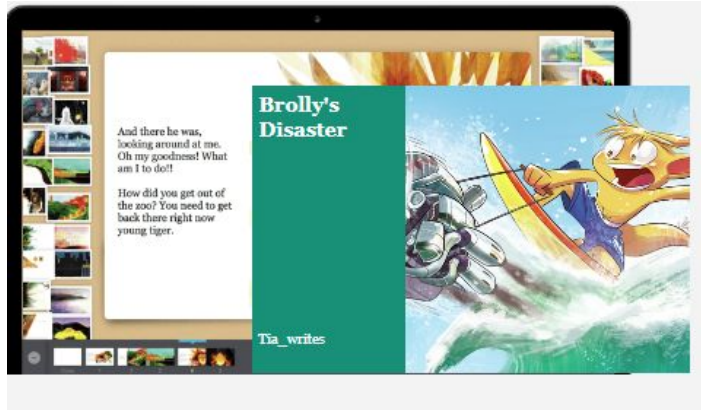 And there he was,
looking around at me.
Oh my goodness! What
am I to do!!
How did you get out of
the zoo? You need to get
back there right now
young tiger.
Brolly's
Disaster
Tia_writes